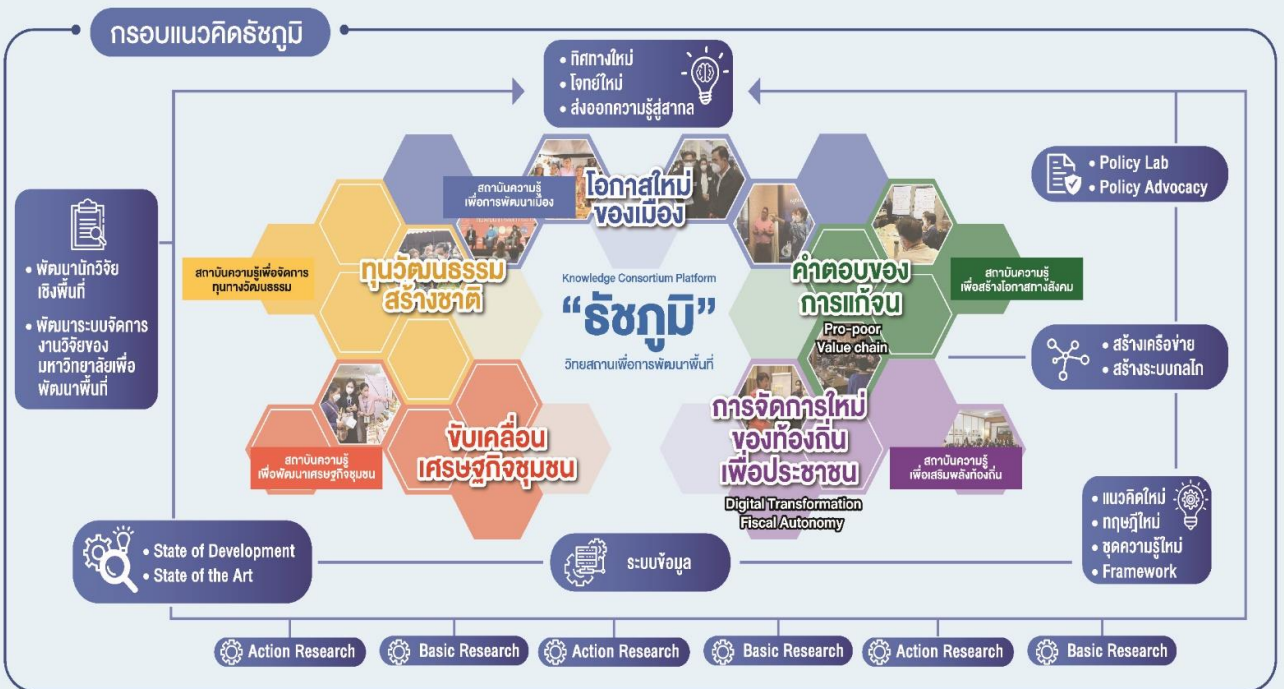 กรอบแนวคิดธัชภูมิ
• ทิศทางใหม่
• โจทย์ใหม่
• ส่งออกความรู้สู่สากล
• Policy Lab
• Policy Advocacy
สถาบันความรู้
เพื่อการพัฒนาเมือง
โอกาสใหม่
ของเมือง
• พัฒนานักวิจัย
เชิงพื้นที่
• พัฒนาระบบจัดการ
งานวิจัยของ
มหาวิทยาลัยเพื่อ
พัฒนาพื้นที่
สถาบันความรู้เพื่อจัดการ
ทุนทางวัฒนธรรม
ทุนวัฒนธรรม
สร้างชาติ
Knowledge Consortium Platform
“ธัชภูมิ”
วิทยสถานเพื่อการพัฒนาพื้นที่
คำตอบของ
การแก้จน
Pro-poor
Value chain
สถาบันความรู้
เพื่อสร้างโอกาสทางสังคม
• สร้างเครือข่าย
• สร้างระบบกลไก
สถาบันความรู้
เพื่อพัฒนาเศรษฐกิจชุมชน
ขับเคลื่อน
เศรษฐกิจชุมชน
การจัดการใหม่
ของท้องถิ่น
เพื่อประชาชน
Digital Transformation
Fiscal Autonomy
สถาบันความรู้
เพื่อเสริมพลังท้องถิ่น
• แนวคิดใหม่
• ทฤษฎีใหม่
• ชุดความรู้ใหม่
• Framework
• State of Development
• State of the Art
ระบบข้อมูล
Action Research
Basic Research
Action Research
Basic Research
Action Research
Basic Research